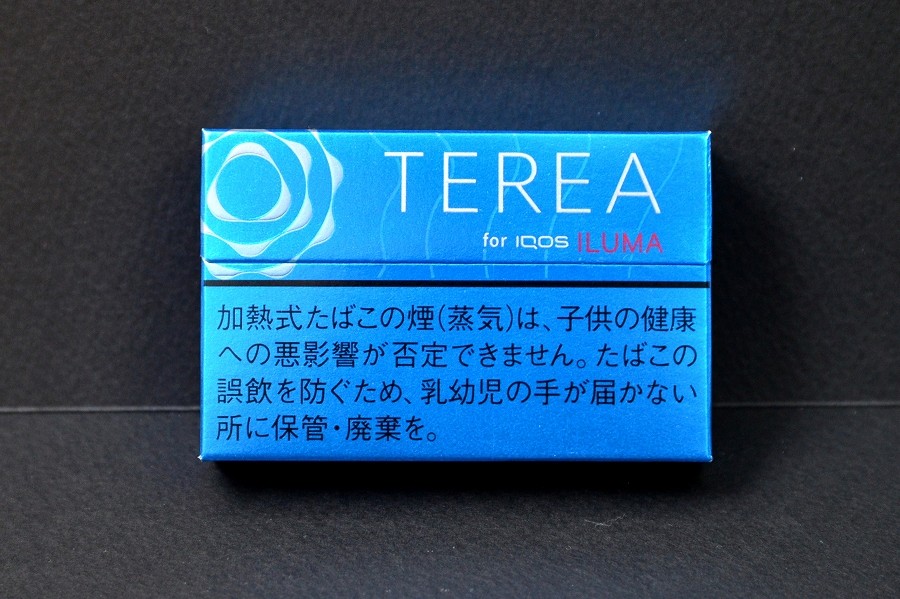 TEREA
for IQOS ILUMA
加熱式たばこの煙(蒸気)は、子供の健康
への悪影響が否定できません。たばこの
誤飲を防ぐため、乳幼児の手が届かない
所に保管・廃棄を。